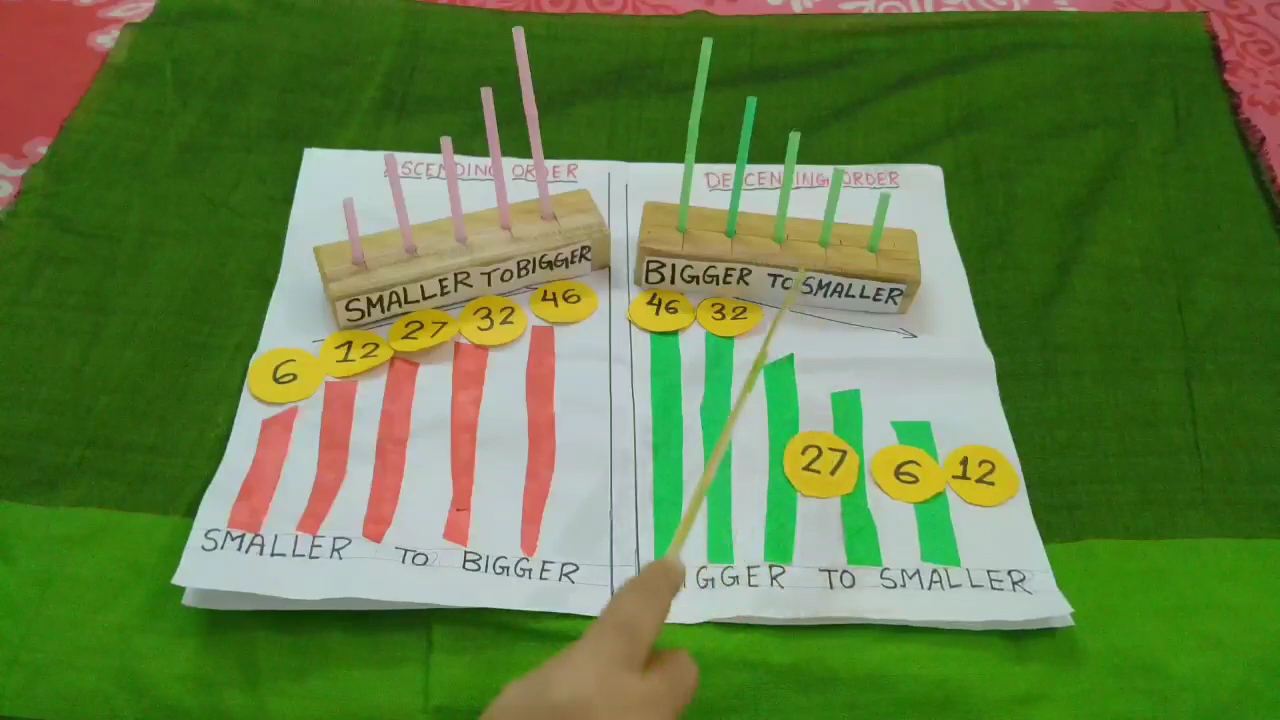 ASCENDING ORDER
SMALLER TO BIGGER
6 12 27 32 46
SMALLER TO BIGGER
DESCENDING ORDER
BIGGER TO SMALLER
46 32
27 6 12
IGGER TO SMALLER